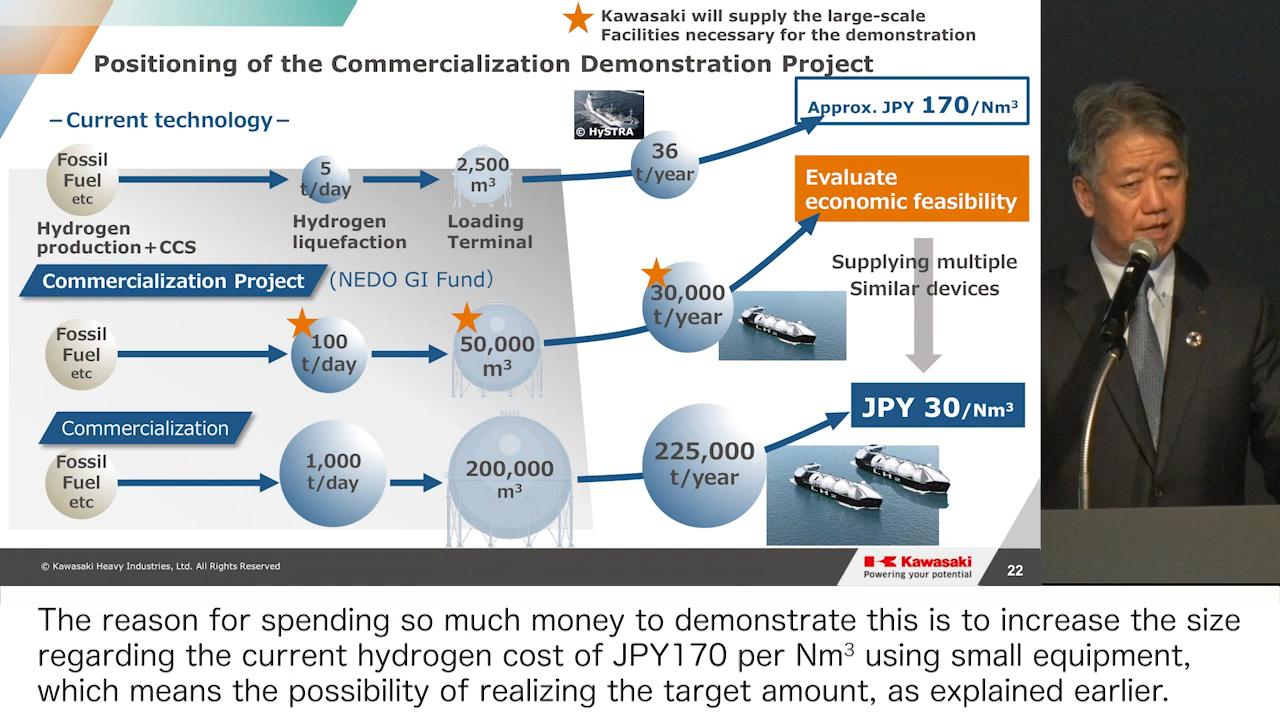 Kawasaki will supply the large-scale
Facilities necessary for the demonstration
Positioning of the Commercialization Demonstration Project
－Current technology－
© HySTRA
Approx. JPY 170/Nm³
Fossil
Fuel
etc
5
t/day
2,500
m³
36
t/year
Evaluate
economic feasibility
Hydrogen
production+CCS
Hydrogen
liquefaction
Loading
Terminal
Commercialization Project
(NEDO GI Fund)
Supplying multiple
Similar devices
Fossil
Fuel
etc
100
t/day
50,000
m³
30,000
t/year
JPY 30/Nm³
Commercialization
Fossil
Fuel
etc
1,000
t/day
200,000
m³
225,000
t/year
© Kawasaki Heavy Industries, Ltd. All Rights Reserved
Kawasaki
Powering your potential
22
The reason for spending so much money to demonstrate this is to increase the size
regarding the current hydrogen cost of JPY170 per Nm³ using small equipment,
which means the possibility of realizing the target amount, as explained earlier.